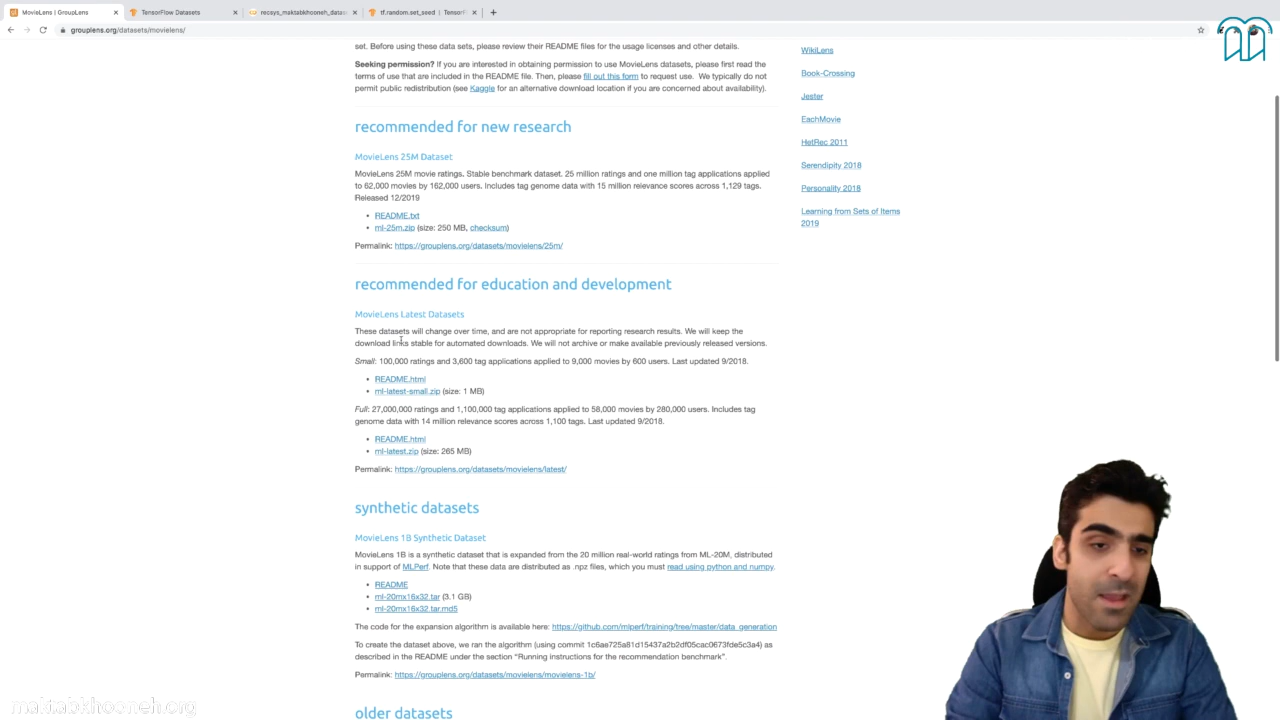 MovieLens | GroupLens
TensorFlow Datasets
recsys_maktabkhooneh_datas
tf.random.set_seed | TensorF
grouplens.org/datasets/movielens/
set. Before using these data sets, please review their README files for the usage licenses and other details.
Seeking permission? If you are interested in obtaining permission to use MovieLens datasets, please first read the
terms of use that are included in the README file. Then, please fill out this form to request use. We typically do not
permit public redistribution (see Kaggle for an alternative download location if you are concerned about availability).
recommended for new research
MovieLens 25M Dataset
MovieLens 25M movie ratings. Stable benchmark dataset. 25 million ratings and one million tag applications applied
to 62,000 movies by 162,000 users. Includes tag genome data with 15 million relevance scores across 1,129 tags.
Released 12/2019
README.txt
ml-25m.zip (size: 250 MB, checksum)
Permalink: https://grouplens.org/datasets/movielens/25m/
recommended for education and development
MovieLens Latest Datasets
These datasets will change over time, and are not appropriate for reporting research results. We will keep the
download links stable for automated downloads. We will not archive or make available previously released versions.
Small: 100,000 ratings and 3,600 tag applications applied to 9,000 movies by 600 users. Last updated 9/2018.
README.html
ml-latest-small.zip (size: 1 MB)
Full: 27,000,000 ratings and 1,100,000 tag applications applied to 58,000 movies by 280,000 users. Includes tag
genome data with 14 million relevance scores across 1,100 tags. Last updated 9/2018.
README.html
ml-latest.zip (size: 265 MB)
Permalink: https://grouplens.org/datasets/movielens/latest/
synthetic datasets
MovieLens 1B Synthetic Dataset
MovieLens 1B is a synthetic dataset that is expanded from the 20 million real-world ratings from ML-20M, distributed
in support of MLPerf. Note that these data are distributed as .npz files, which you must read using python and numpy.
README
ml-20mx16x32.tar (3.1 GB)
ml-20mx16x32.tar.md5
The code for the expansion algorithm is available here: https://github.com/mlperf/training/tree/master/data_generation
To create the dataset above, we ran the algorithm (using commit 1c6ae725a81d15437a2b2df05cac0673fde5c3a4) as
described in the README under the section “Running instructions for the recommendation benchmark”.
Permalink: https://grouplens.org/datasets/movielens/movielens-1b/
older datasets
WikiLens
Book-Crossing
Jester
EachMovie
HetRec 2011
Serendipity 2018
Personality 2018
Learning from Sets of Items
2019
maktabkhooneh.org